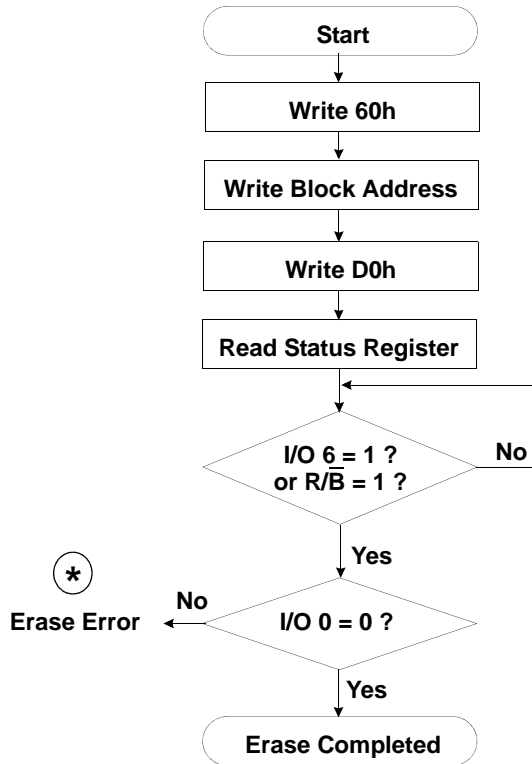 Start
Write 60h
Write Block Address
Write D0h
Read Status Register
I/O 6 = 1 ?
or R/B̅ = 1 ?
No
Yes
*
No
Erase Error
I/O 0 = 0 ?
Yes
Erase Completed